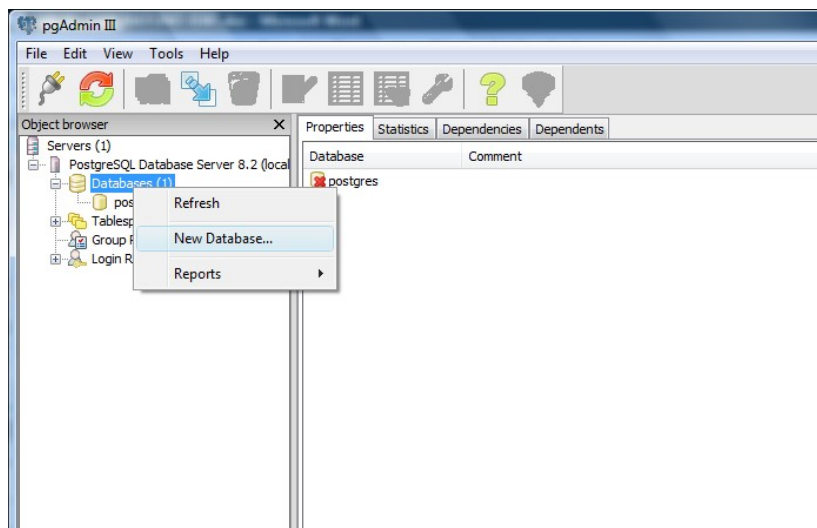 pgAdmin III
File Edit View Tools Help
Object browser X
Properties Statistics Dependencies Dependents
Servers (1)
Database Comment
PostgreSQL Database Server 8.2 (local
Databases (1)
postgres
pos
Refresh
Tablesp
New Database...
Group R
Login R
Reports